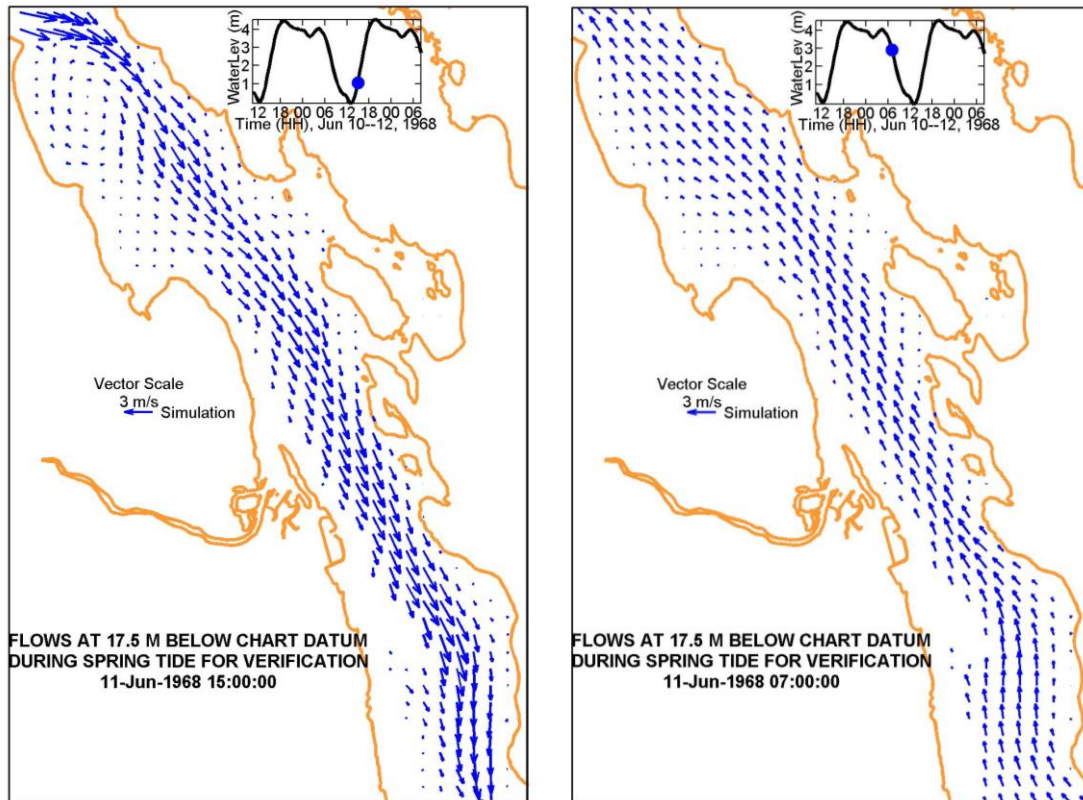 WaterLev (m)
4
3
2
1
12 18 00 06 12 18 00 06
Time (HH), Jun 10--12, 1968
Vector Scale
3 m/s
Simulation
FLOWS AT 17.5 M BELOW CHART DATUM
DURING SPRING TIDE FOR VERIFICATION
11-Jun-1968 15:00:00
WaterLev (m)
4
3
2
1
12 18 00 06 12 18 00 06
Time (HH), Jun 10--12, 1968
Vector Scale
3 m/s
Simulation
FLOWS AT 17.5 M BELOW CHART DATUM
DURING SPRING TIDE FOR VERIFICATION
11-Jun-1968 07:00:00